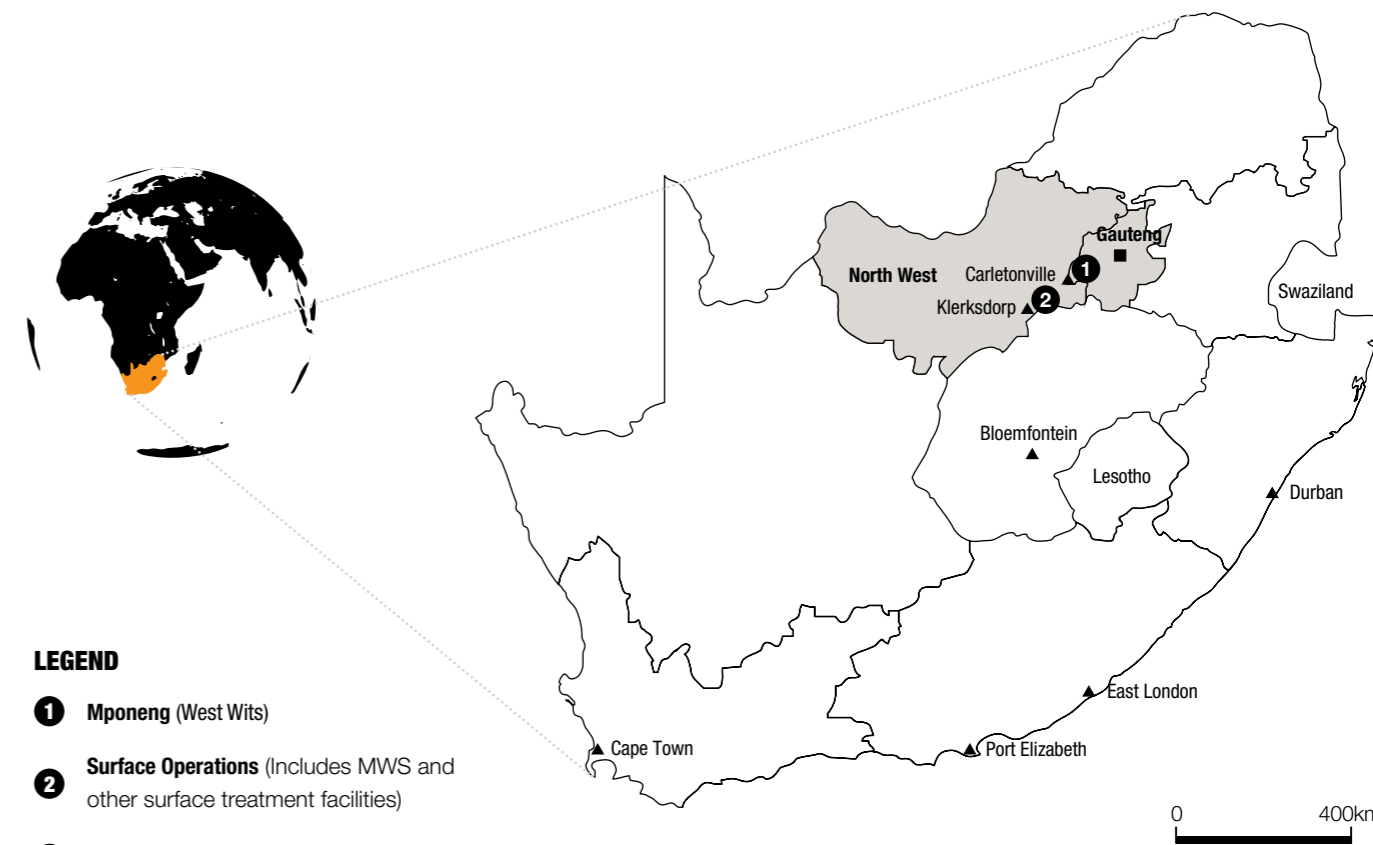 Gauteng
North West
Carletonville
1
Klerksdorp
2
Swaziland
Bloemfontein
Lesotho
Durban
East London
Port Elizabeth
Cape Town
LEGEND
1 Mponeng (West Wits)
2 Surface Operations (Includes MWS and
other surface treatment facilities)
0 400km